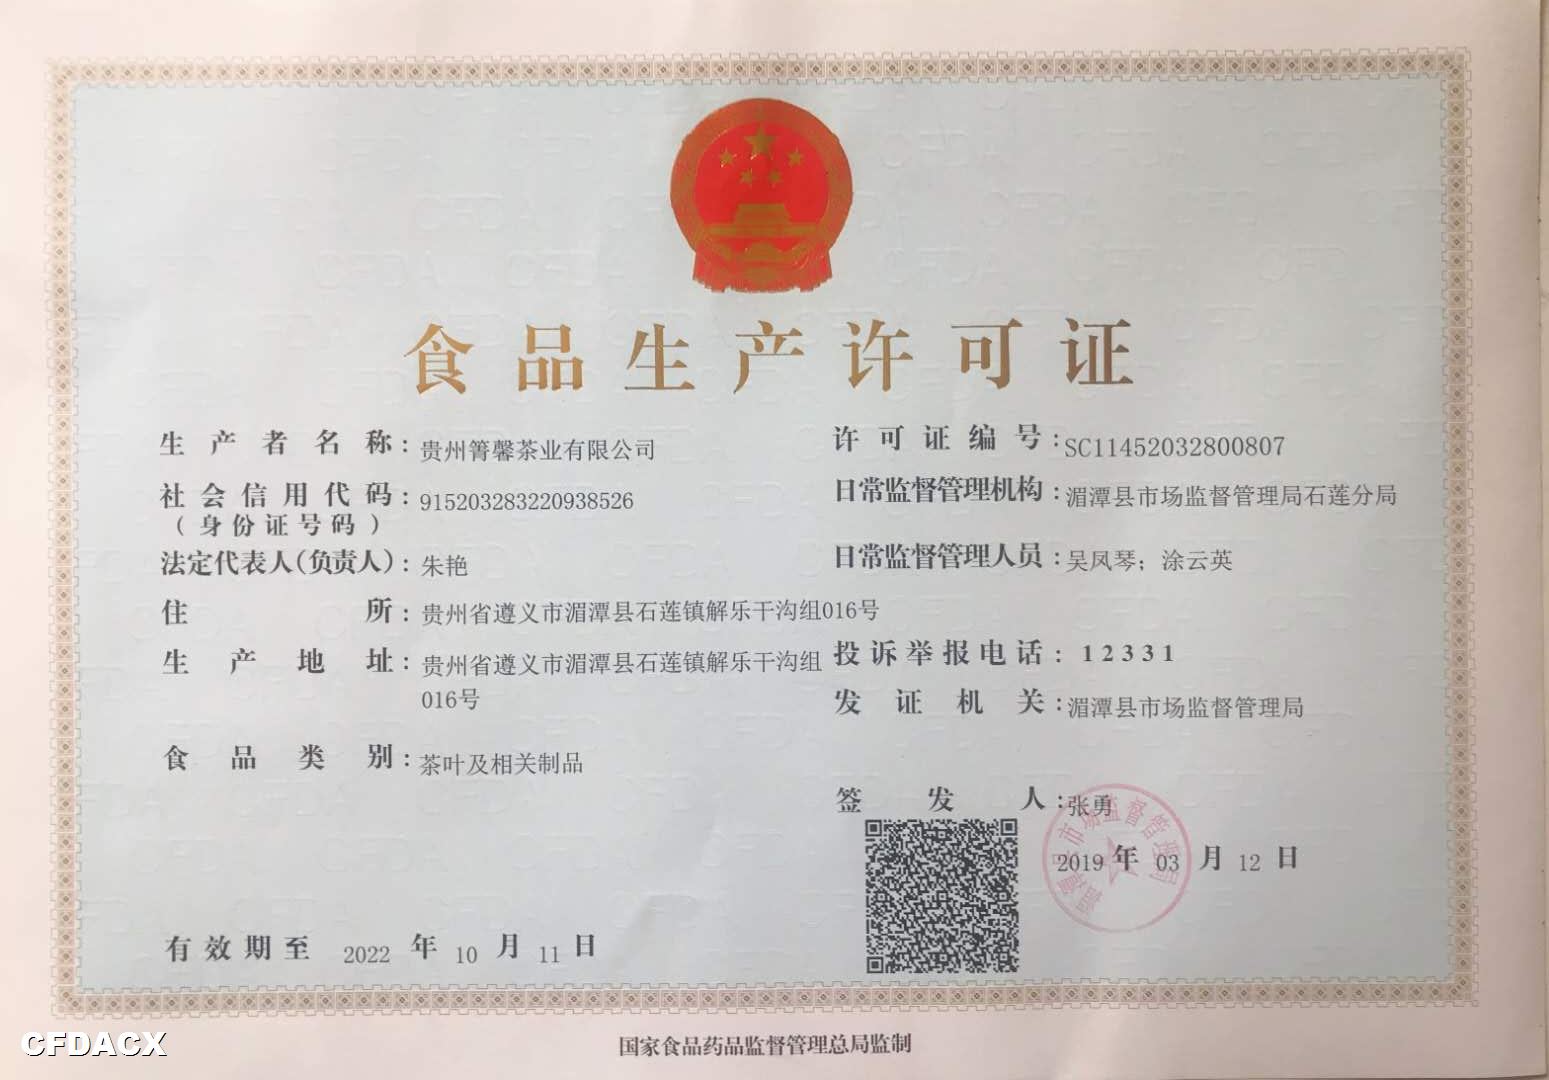 食品生产许可证
生产者名称：贵州箐馨茶业有限公司
社会信用代码：915203283220938526
（身份证号码）
法定代表人(负责人)：朱艳
住所：贵州省遵义市湄潭县石莲镇解乐干沟组016号
生产地址：贵州省遵义市湄潭县石莲镇解乐干沟组
016号
食品类别：茶叶及相关制品
许可证编号：SC11452032800807
日常监督管理机构：湄潭县市场监督管理局石莲分局
日常监督管理人员：吴凤琴；涂云英
投诉举报电话：12331
发证机关：湄潭县市场监督管理局
签发人：张勇
湄潭县市场监督管理局
2019年03月12日
有效期至2022年10月11日
国家食品药品监督管理总局监制
CFDACX